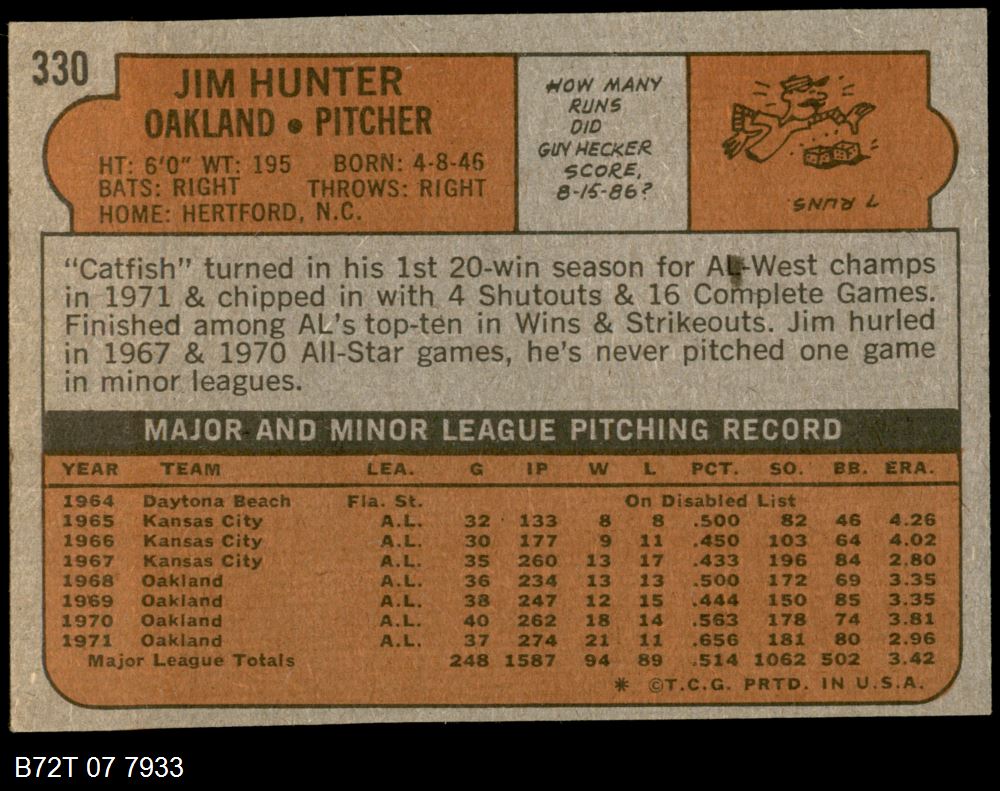 330
JIM HUNTER
OAKLAND • PITCHER
HT: 6'0" WT: 195 BORN: 4-8-46
BATS: RIGHT THROWS: RIGHT
HOME: HERTFORD, N.C.
HOW MANY
RUNS
DID
GUY HECKER
SCORE,
8-15-86?
7 RUNS
"Catfish" turned in his 1st 20-win season for AL-West champs
in 1971 & chipped in with 4 Shutouts & 16 Complete Games.
Finished among AL's top-ten in Wins & Strikeouts. Jim hurled
in 1967 & 1970 All-Star games, he's never pitched one game
in minor leagues.
MAJOR AND MINOR LEAGUE PITCHING RECORD
YEAR TEAM LEA. G IP W L PCT. SO. BB. ERA.
1964 Daytona Beach Fla. St. On Disabled List
1965 Kansas City A.L. 32 133 8 8 .500 82 46 4.26
1966 Kansas City A.L. 30 177 9 11 .450 103 64 4.02
1967 Kansas City A.L. 35 260 13 17 .433 196 84 2.80
1968 Oakland A.L. 36 234 13 13 .500 172 69 3.35
1969 Oakland A.L. 38 247 12 15 .444 150 85 3.35
1970 Oakland A.L. 40 262 18 14 .563 178 74 3.81
1971 Oakland A.L. 37 274 21 11 .656 181 80 2.96
Major League Totals 248 1587 94 89 .514 1062 502 3.42
* ©T.C.G. PRTD. IN U.S.A.
B72T 07 7933